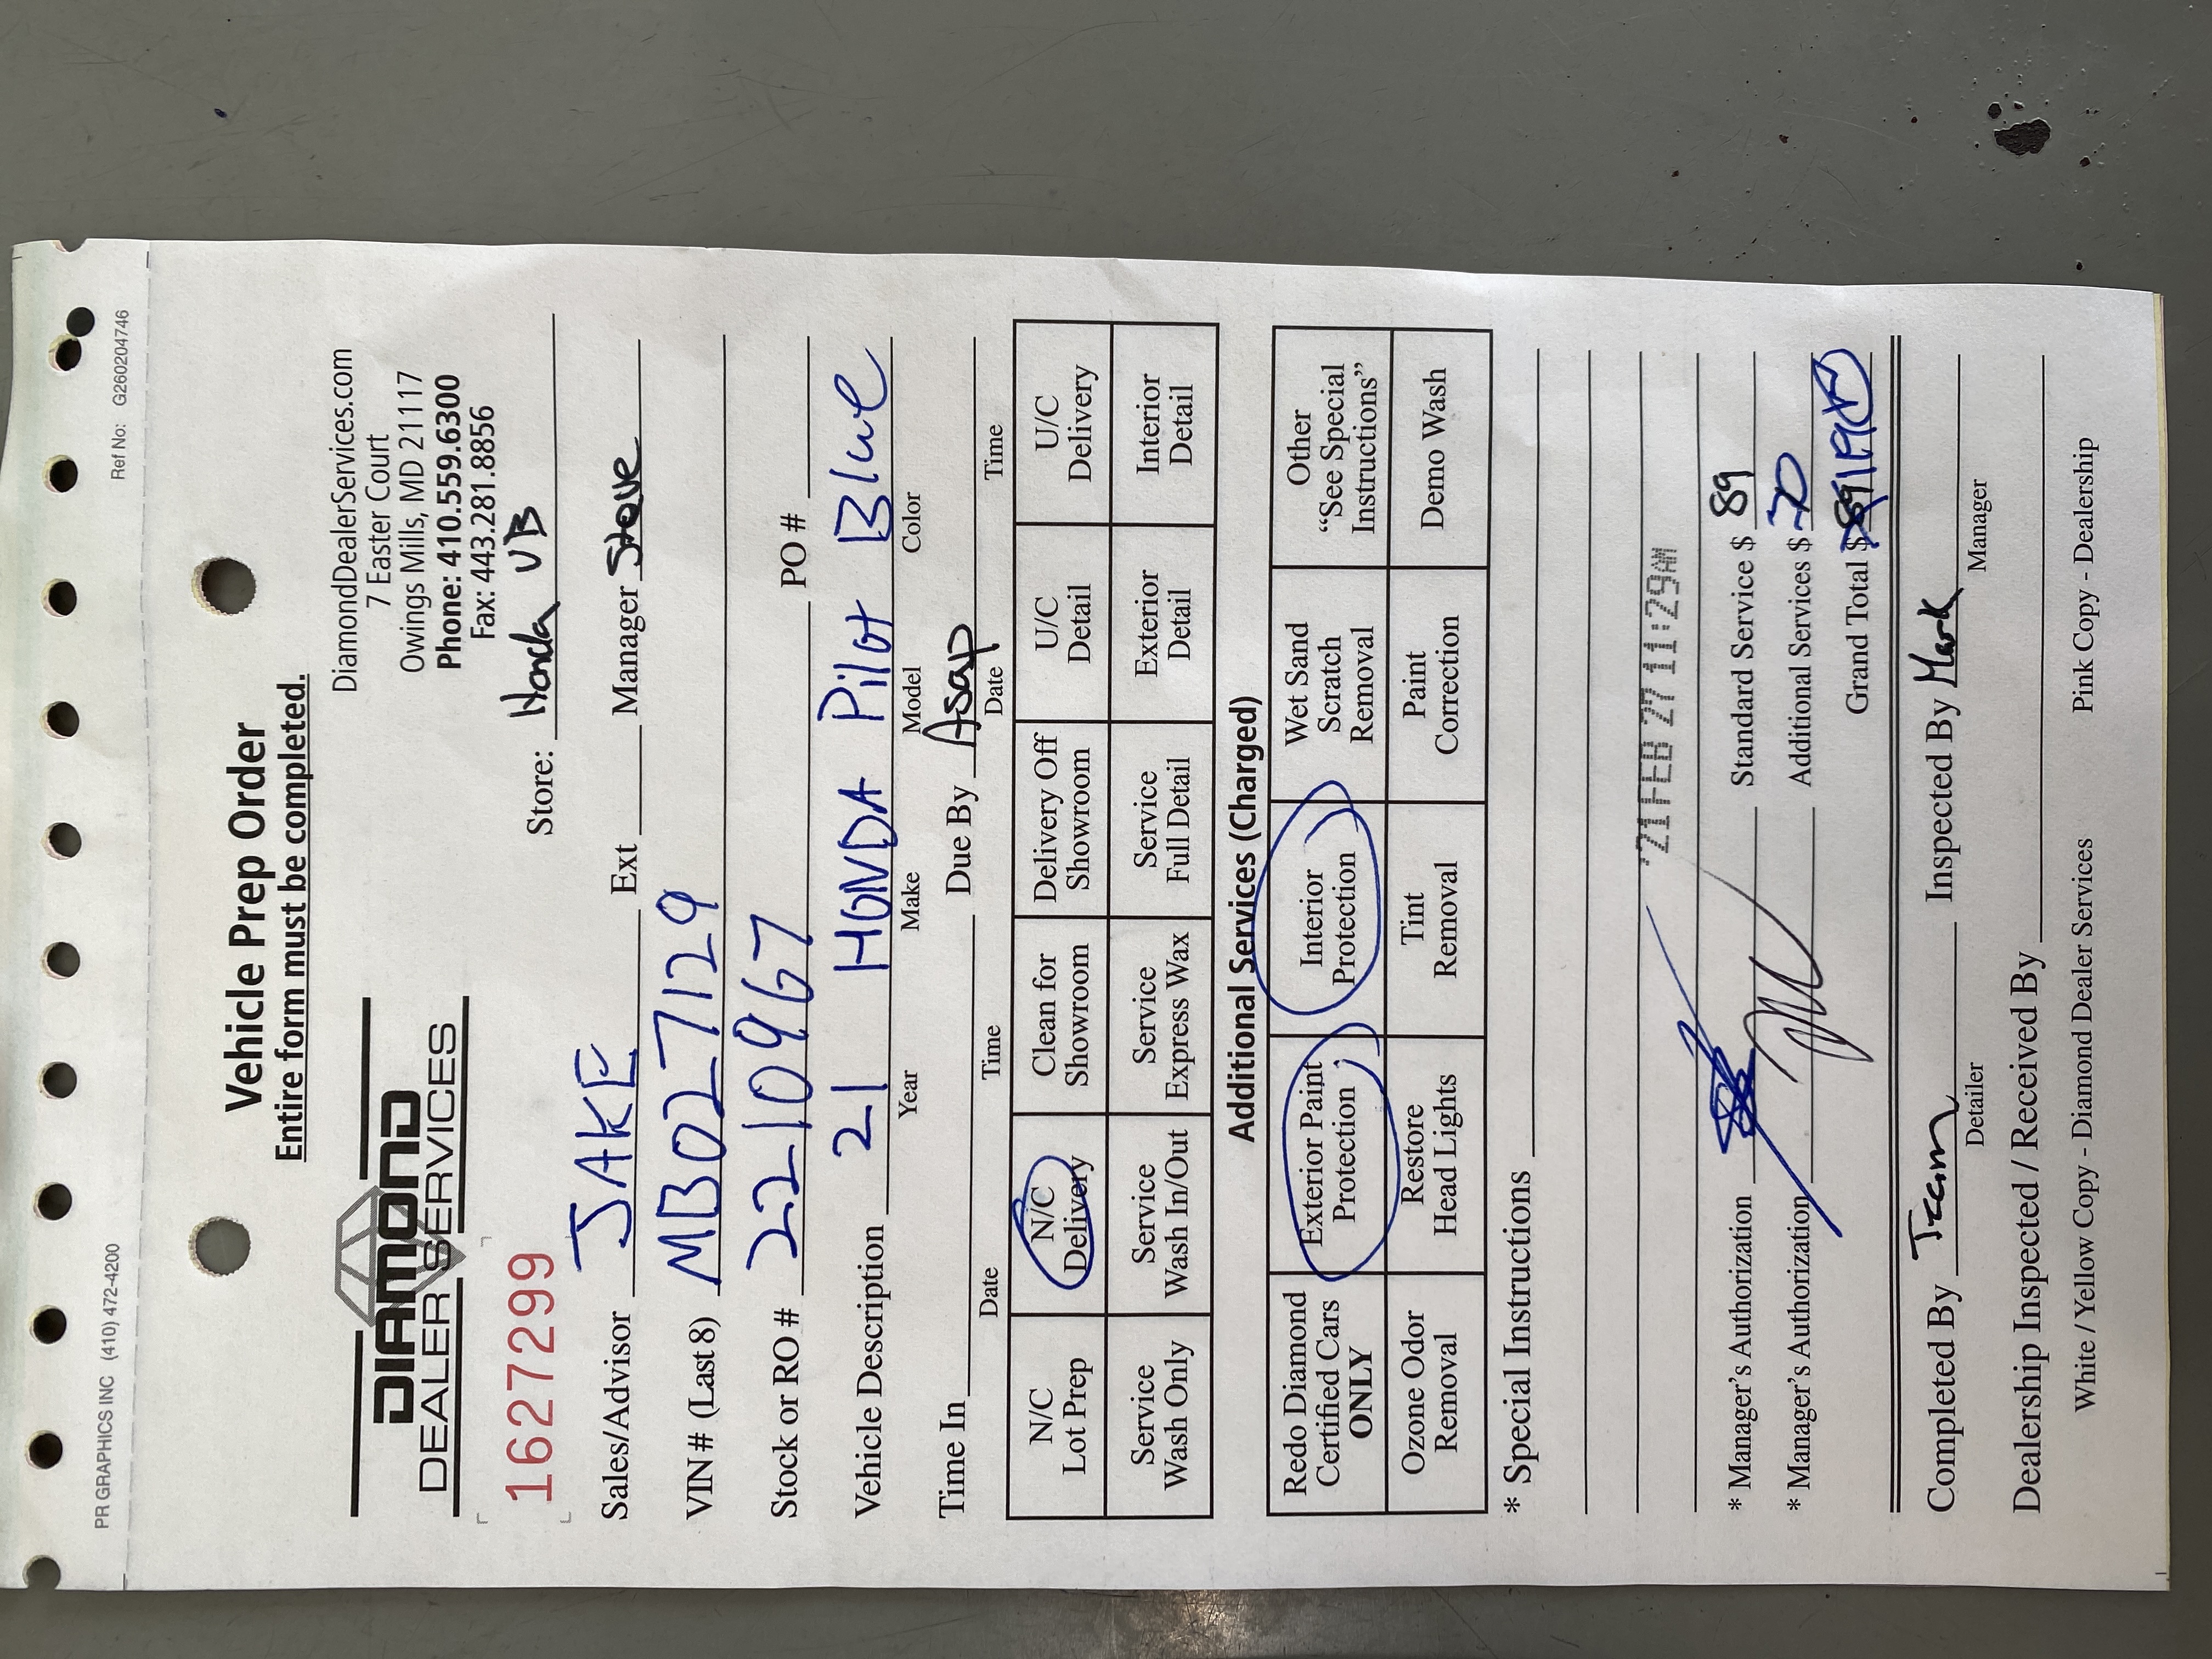 PR GRAPHICS INC (410) 472-4200 Ref No: G260204746
Vehicle Prep Order
Entire form must be completed.
DIAMOND
DEALER SERVICES
DiamondDealerServices.com
7 Easter Court
Owings Mills, MD 21117
Phone: 410.559.6300
Fax: 443.281.8856
1627299
Store: Honda VB
Sales/Advisor JAKE Ext Manager Steve
VIN # (Last 8) MB027129
Stock or RO # 2210967 PO #
Vehicle Description 21 HONDA Pilot Blue
Year Make Model Color
Time In Due By Asap
Date Time Date Time
N/C Lot Prep N/C Delivery Clean for Showroom Delivery Off Showroom U/C Detail U/C Delivery
Service Wash Only Service Wash In/Out Service Express Wax Service Full Detail Exterior Detail Interior Detail
Additional Services (Charged)
Redo Diamond Certified Cars ONLY Exterior Paint Protection Interior Protection Wet Sand Scratch Removal Other "See Special Instructions"
Ozone Odor Removal Restore Head Lights Tint Removal Paint Correction Demo Wash
* Special Instructions
'21 FEB 27 11:29AM
* Manager's Authorization Standard Service $ 89
* Manager's Authorization Additional Services $ 70
Grand Total $ 89
Completed By Team Inspected By Mark
Detailer Manager
Dealership Inspected / Received By
White / Yellow Copy - Diamond Dealer Services Pink Copy - Dealership